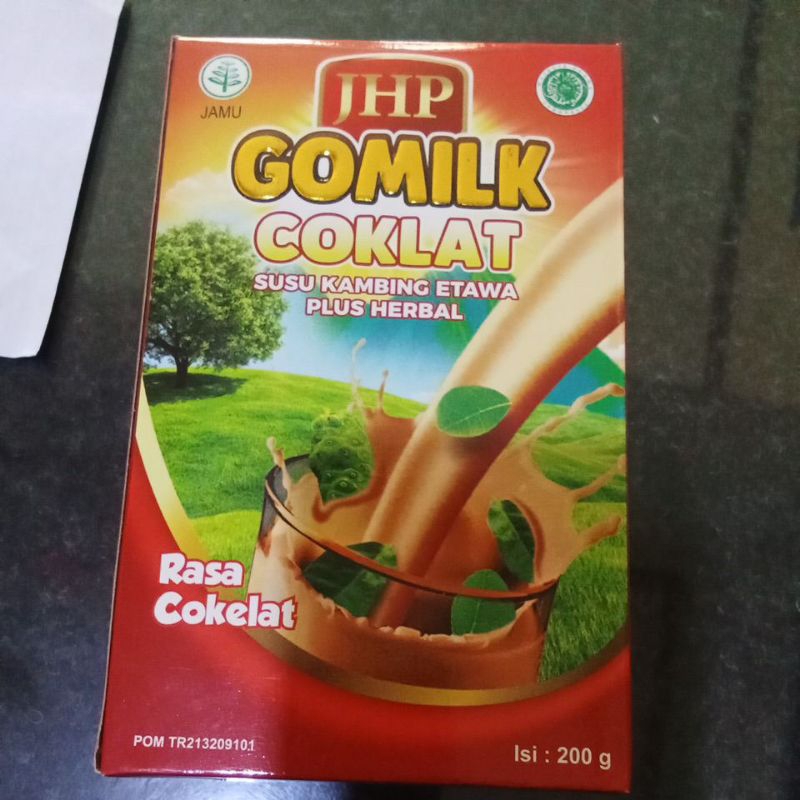 JAMU
JHP
GOMILK
COKLAT
SUSU KAMBING ETAWA
PLUS HERBAL
Rasa
Cokelat
POM TR213209101
Isi : 200 g